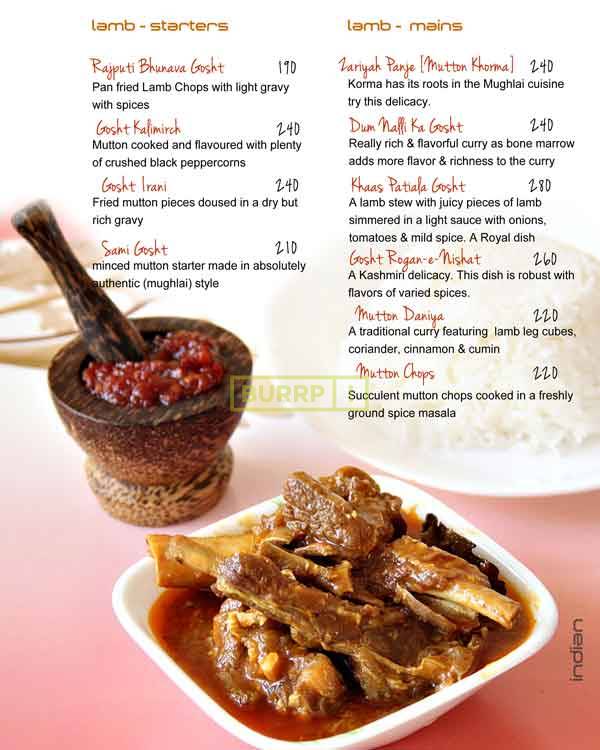 lamb - starters
Rajputi Bhunava Gosht 190
Pan fried Lamb Chops with light gravy
with spices
Gosht Kalimirch 240
Mutton cooked and flavoured with plenty
of crushed black peppercorns
Gosht Irani 240
Fried mutton pieces doused in a dry but
rich gravy
Sami Gosht 210
minced mutton starter made in absolutely
authentic (mughlai) style
lamb - mains
Zariyah Panje [Mutton Khorma] 240
Korma has its roots in the Mughlai cuisine
try this delicacy.
Dum Nalli Ka Gosht 240
Really rich & flavorful curry as bone marrow
adds more flavor & richness to the curry
Khaas Patiala Gosht 280
A lamb stew with juicy pieces of lamb
simmered in a light sauce with onions,
tomatoes & mild spice. A Royal dish
Gosht Rogan-e-Nishat 260
A Kashmiri delicacy. This dish is robust with
flavors of varied spices.
Mutton Daniya 220
A traditional curry featuring lamb leg cubes,
coriander, cinnamon & cumin
Mutton Chops 220
Succulent mutton chops cooked in a freshly
ground spice masala
BURRP!
indian